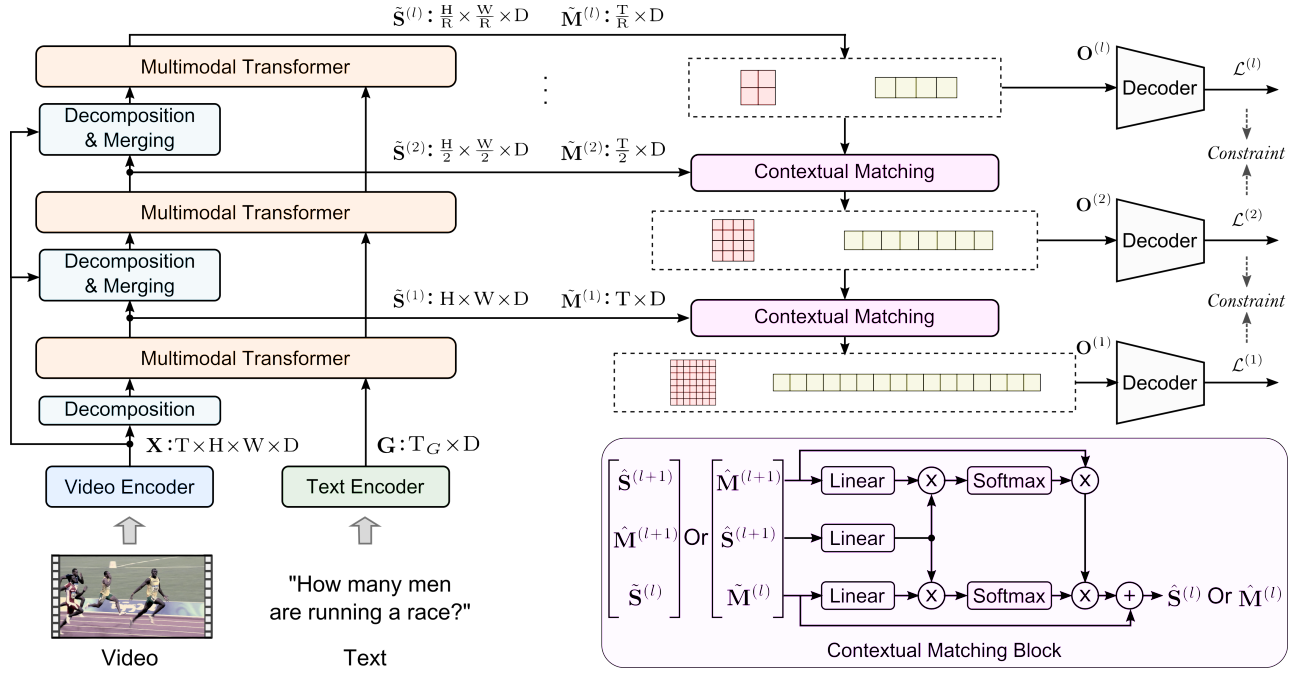 S̃^(l): H/R × W/R × D    M̃^(l): T/R × D
Multimodal Transformer
O^(l)
Decoder
ℒ^(l)
Decomposition
& Merging
Constraint
S̃^(2): H/2 × W/2 × D    M̃^(2): T/2 × D
Contextual Matching
Multimodal Transformer
O^(2)
Decoder
ℒ^(2)
Decomposition
& Merging
Constraint
S̃^(1): H×W×D    M̃^(1): T×D
Contextual Matching
Multimodal Transformer
O^(1)
Decoder
ℒ^(1)
Decomposition
X: T×H×W×D
G: T_G×D
Video Encoder
Text Encoder
"How many men
are running a race?"
Video
Text
Ŝ^(l+1)
M̂^(l+1)
S̃^(l)
Or
M̂^(l+1)
Ŝ^(l+1)
M̃^(l)
Linear
X
Softmax
X
Linear
Linear
X
Softmax
X
+
Ŝ^(l) Or M̂^(l)
Contextual Matching Block